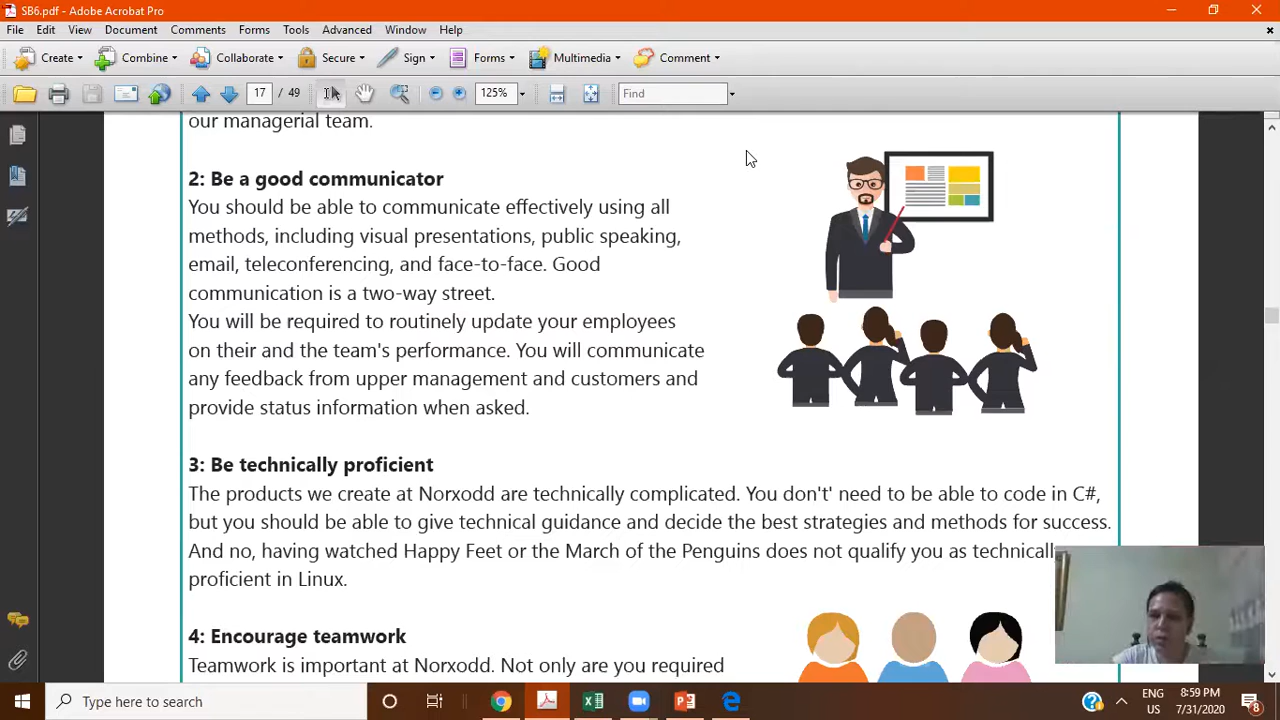 SB6.pdf - Adobe Acrobat Pro
File Edit View Document Comments Forms Tools Advanced Window Help
Create Combine Collaborate Secure Sign Forms Multimedia Comment
17 / 49 125% Find
our managerial team.
2: Be a good communicator
You should be able to communicate effectively using all
methods, including visual presentations, public speaking,
email, teleconferencing, and face-to-face. Good
communication is a two-way street.
You will be required to routinely update your employees
on their and the team's performance. You will communicate
any feedback from upper management and customers and
provide status information when asked.
3: Be technically proficient
The products we create at Norxodd are technically complicated. You don't' need to be able to code in C#,
but you should be able to give technical guidance and decide the best strategies and methods for success.
And no, having watched Happy Feet or the March of the Penguins does not qualify you as technicall
proficient in Linux.
4: Encourage teamwork
Teamwork is important at Norxodd. Not only are you required
Type here to search
ENG
US
8:59 PM
7/31/2020
8